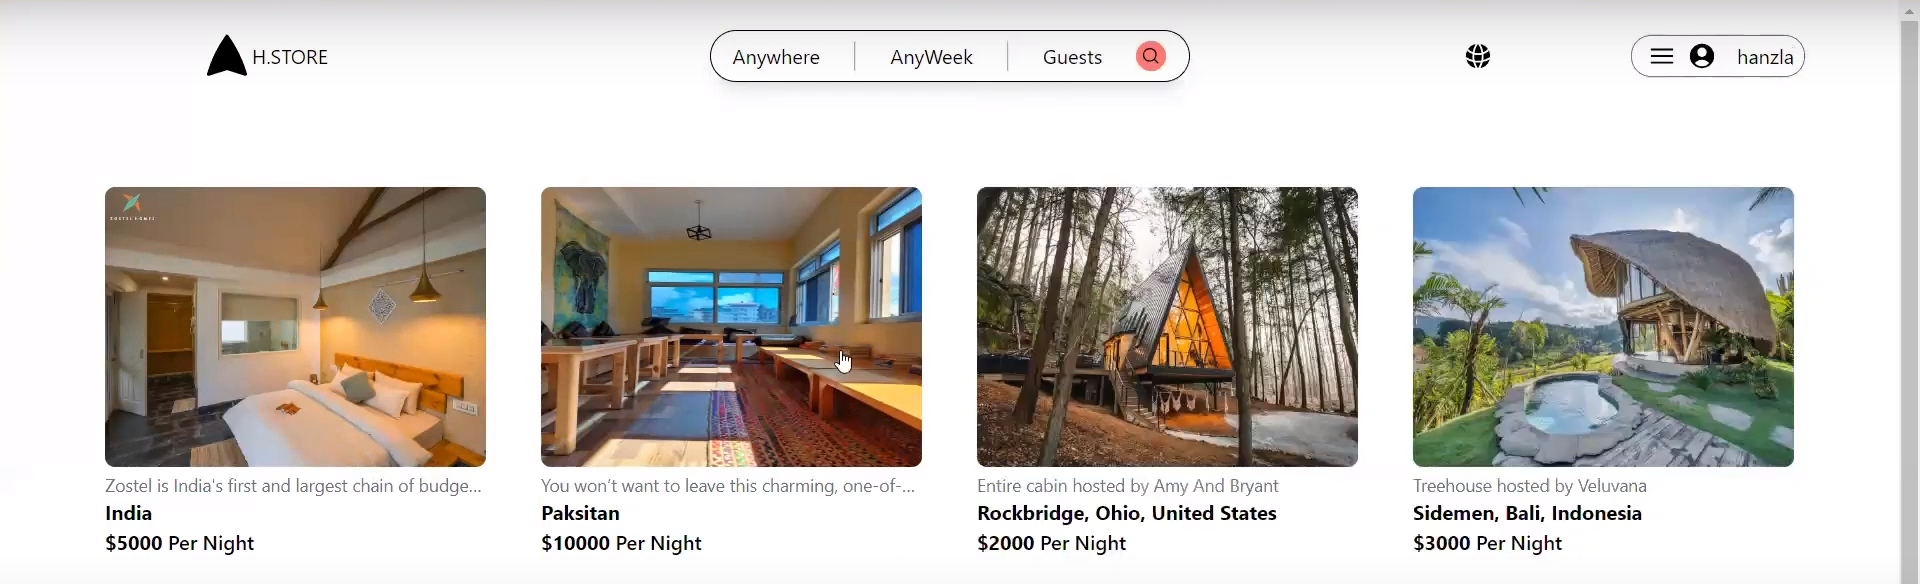 H.STORE
Anywhere
AnyWeek
Guests
hanzla
ZOSTEL HOMES
Zostel is India's first and largest chain of budge...
India
$5000 Per Night
You won't want to leave this charming, one-of-...
Paksitan
$10000 Per Night
Entire cabin hosted by Amy And Bryant
Rockbridge, Ohio, United States
$2000 Per Night
Treehouse hosted by Veluvana
Sidemen, Bali, Indonesia
$3000 Per Night